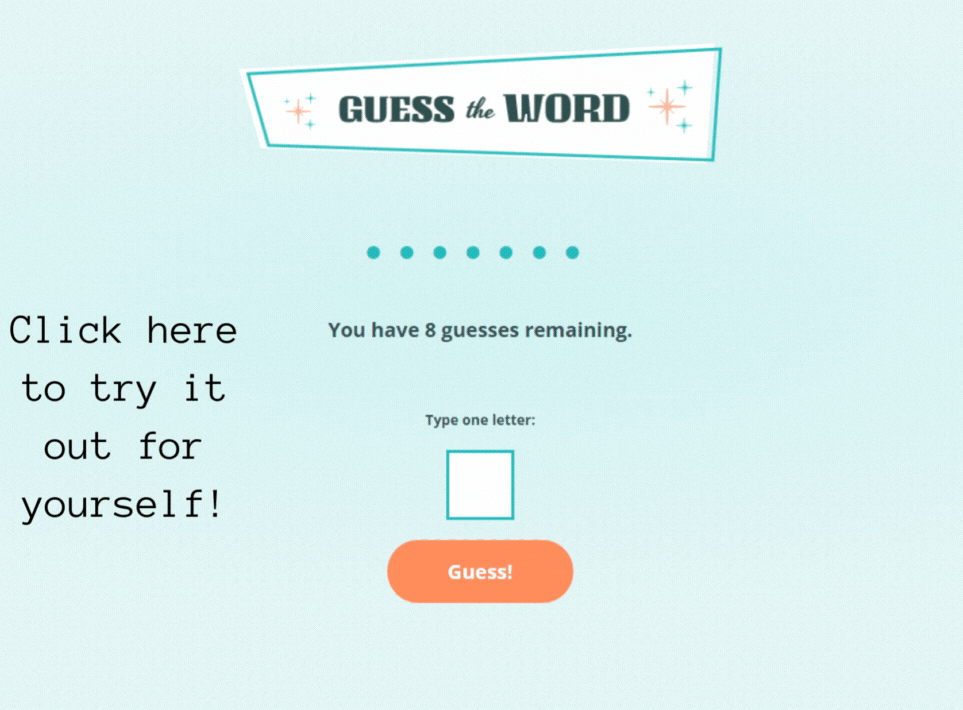 GUESS the WORD
You have 8 guesses remaining.
Click here
to try it
out for
yourself!
Type one letter:
Guess!